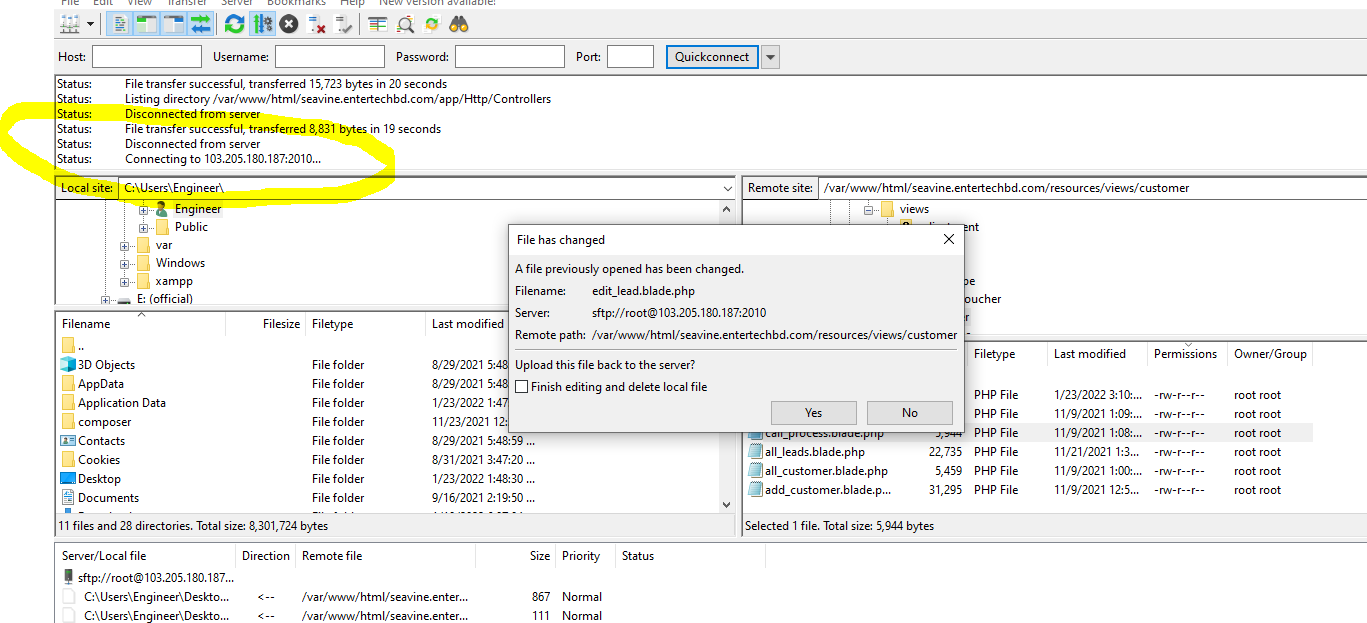 File Edit View Transfer Server Bookmarks Help New version available!
Host: Username: Password: Port: Quickconnect
Status: File transfer successful, transferred 15,723 bytes in 20 seconds
Status: Listing directory /var/www/html/seavine.entertechbd.com/app/Http/Controllers
Status: Disconnected from server
Status: File transfer successful, transferred 8,831 bytes in 19 seconds
Status: Disconnected from server
Status: Connecting to 103.205.180.187:2010...
Local site: C:\Users\Engineer\
Engineer
Public
var
Windows
xampp
E: (official)
Remote site: /var/www/html/seavine.entertechbd.com/resources/views/customer
views
File has changed
A file previously opened has been changed.
Filename: edit_lead.blade.php
Server: sftp://root@103.205.180.187:2010
Remote path: /var/www/html/seavine.entertechbd.com/resources/views/customer
Upload this file back to the server?
Finish editing and delete local file
Yes No
Filename Filesize Filetype Last modified
..
3D Objects File folder 8/29/2021 5:48
AppData File folder 8/29/2021 5:48
Application Data File folder 1/23/2022 1:47
composer File folder 11/23/2021 12:
Contacts File folder 8/29/2021 5:48:59 ...
Cookies File folder 8/31/2021 3:47:20 ...
Desktop File folder 1/23/2022 1:48:30 ...
Documents File folder 9/16/2021 2:19:50 ...
11 files and 28 directories. Total size: 8,301,724 bytes
Filetype Last modified Permissions Owner/Group
PHP File 1/23/2022 3:10:... -rw-r--r-- root root
PHP File 11/9/2021 1:09:... -rw-r--r-- root root
call_process.blade.php 5,944 PHP File 11/9/2021 1:08:... -rw-r--r-- root root
all_leads.blade.php 22,735 PHP File 11/21/2021 1:3... -rw-r--r-- root root
all_customer.blade.php 5,459 PHP File 11/9/2021 1:00:... -rw-r--r-- root root
add_customer.blade.p... 31,295 PHP File 11/9/2021 12:5... -rw-r--r-- root root
Selected 1 file. Total size: 5,944 bytes
Server/Local file Direction Remote file Size Priority Status
sftp://root@103.205.180.187...
C:\Users\Engineer\Deskto... <-- /var/www/html/seavine.enter... 867 Normal
C:\Users\Engineer\Deskto... <-- /var/www/html/seavine.enter... 111 Normal